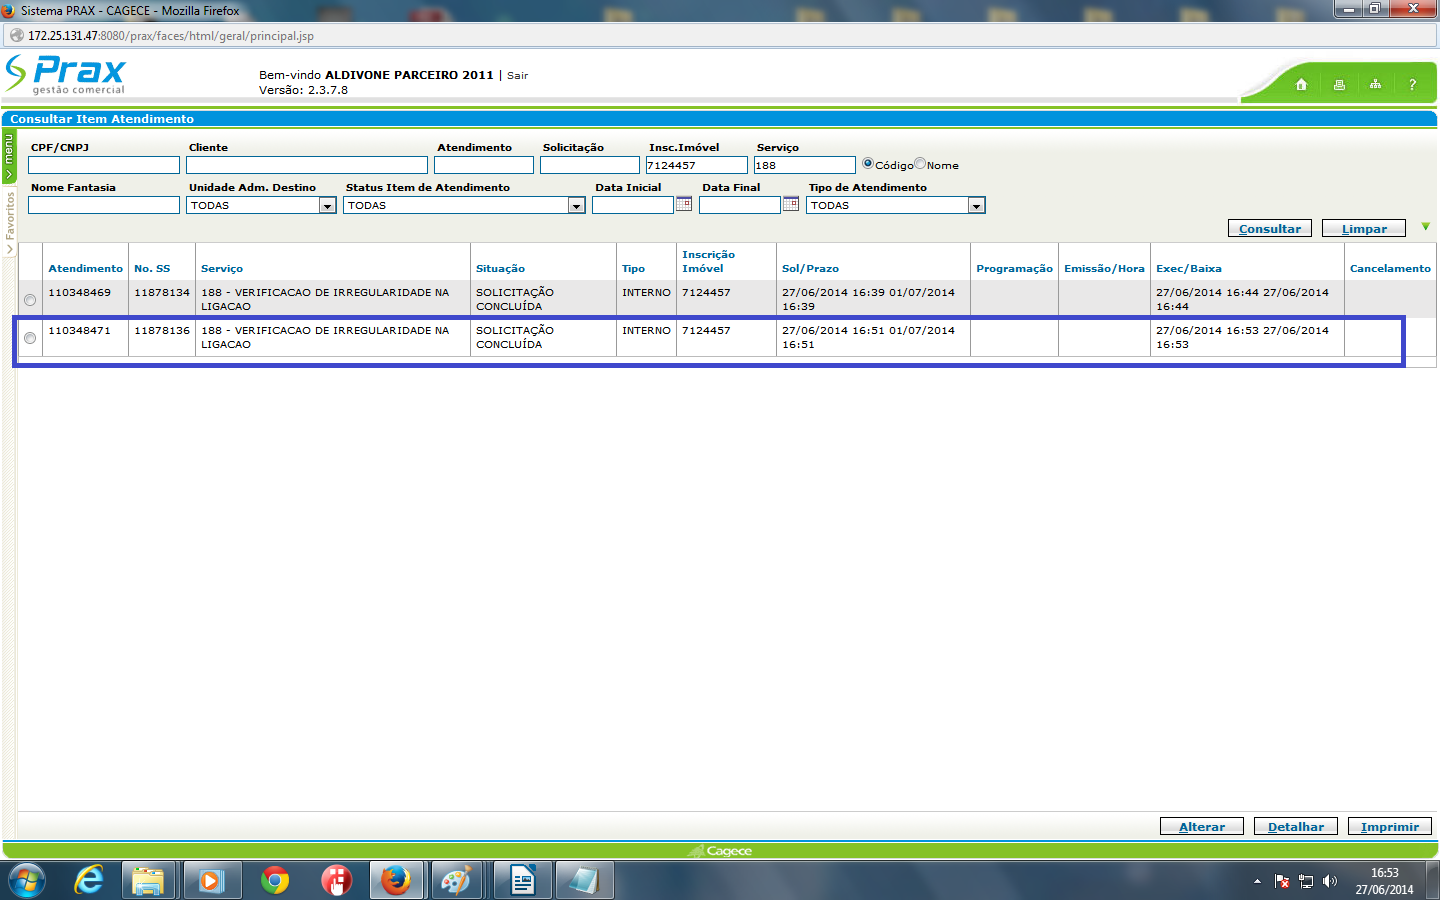 Sistema PRAX - CAGECE - Mozilla Firefox
172.25.131.47:8080/prax/faces/html/geral/principal.jsp
Prax
gestão comercial
Bem-vindo ALDIVONE PARCEIRO 2011 | Sair
Versão: 2.3.7.8
?
Consultar Item Atendimento
menu
Favoritos
CPF/CNPJ Cliente Atendimento Solicitação Insc.Imóvel Serviço
7124457 188 Código Nome
Nome Fantasia Unidade Adm. Destino Status Item de Atendimento Data Inicial Data Final Tipo de Atendimento
TODAS TODAS TODAS
Consultar Limpar
Atendimento No. SS Serviço Situação Tipo Inscrição Imóvel Sol/Prazo Programação Emissão/Hora Exec/Baixa Cancelamento
110348469 11878134 188 - VERIFICACAO DE IRREGULARIDADE NA SOLICITAÇÃO INTERNO 7124457 27/06/2014 16:39 01/07/2014 27/06/2014 16:44 27/06/2014
LIGACAO CONCLUÍDA 16:39 16:44
110348471 11878136 188 - VERIFICACAO DE IRREGULARIDADE NA SOLICITAÇÃO INTERNO 7124457 27/06/2014 16:51 01/07/2014 27/06/2014 16:53 27/06/2014
LIGACAO CONCLUÍDA 16:51 16:53
Alterar Detalhar Imprimir
Cagece
16:53
27/06/2014